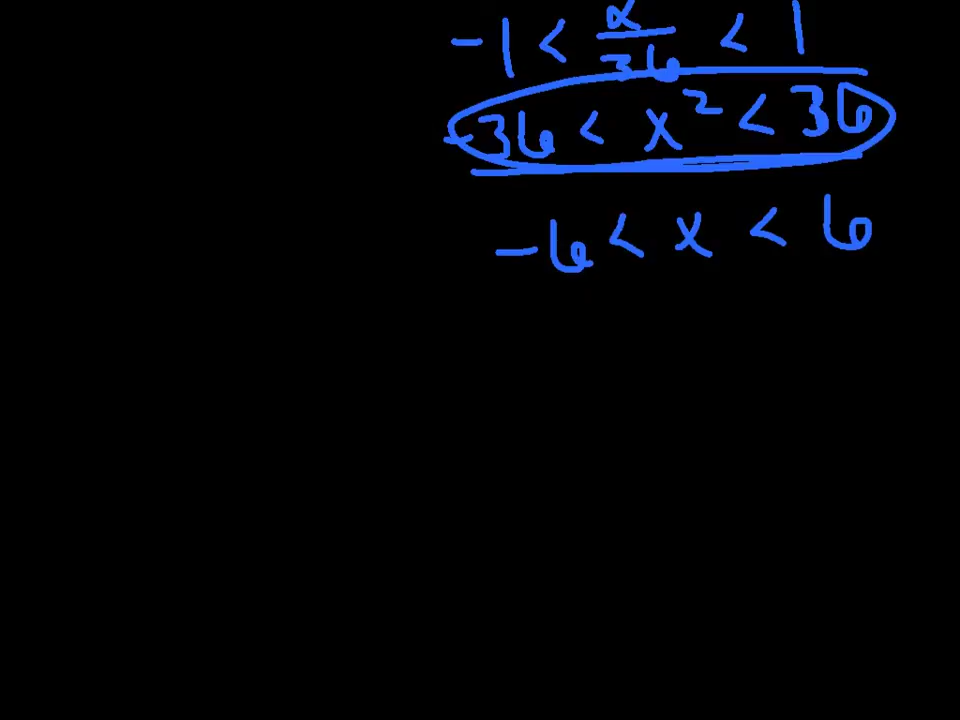 -1 < x/36 < 1
-36 < x² < 36
-6 < x < 6